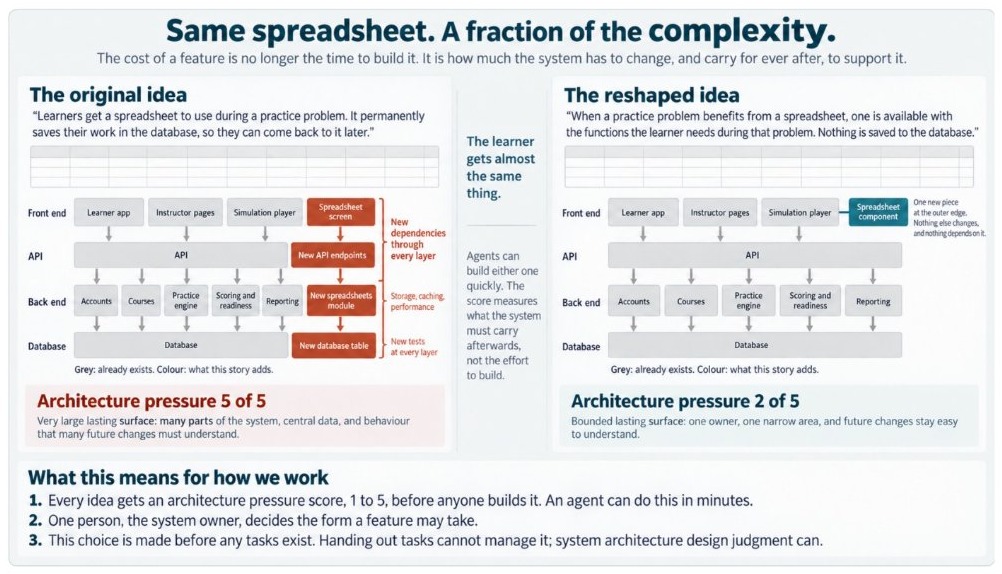 Same spreadsheet. A fraction of the complexity.
The cost of a feature is no longer the time to build it. It is how much the system has to change, and carry for ever after, to support it.
The original idea
“Learners get a spreadsheet to use during a practice problem. It permanently
saves their work in the database, so they can come back to it later.”
Front end
Learner app
Instructor pages
Simulation player
Spreadsheet
screen
API
API
New API endpoints
Back end
Accounts
Courses
Practice
engine
Scoring and
readiness
Reporting
New spreadsheets
module
Database
Database
New database table
New
dependencies
through
every layer
Storage, caching,
performance
New tests
at every layer
Grey: already exists. Colour: what this story adds.
Architecture pressure 5 of 5
Very large lasting surface: many parts of the system, central data, and behaviour
that many future changes must understand.
The learner
gets almost
the same
thing.
Agents can
build either one
quickly. The
score measures
what the system
must carry
afterwards,
not the effort
to build.
The reshaped idea
“When a practice problem benefits from a spreadsheet, one is available with
the functions the learner needs during that problem. Nothing is saved to the database.”
Front end
Learner app
Instructor pages
Simulation player
Spreadsheet
component
One new piece
at the outer edge.
Nothing else changes,
and nothing depends on it.
API
API
Back end
Accounts
Courses
Practice
engine
Scoring and
readiness
Reporting
Database
Database
Grey: already exists. Colour: what this story adds.
Architecture pressure 2 of 5
Bounded lasting surface: one owner, one narrow area, and future changes stay easy
to understand.
What this means for how we work
1. Every idea gets an architecture pressure score, 1 to 5, before anyone builds it. An agent can do this in minutes.
2. One person, the system owner, decides the form a feature may take.
3. This choice is made before any tasks exist. Handing out tasks cannot manage it; system architecture design judgment can.